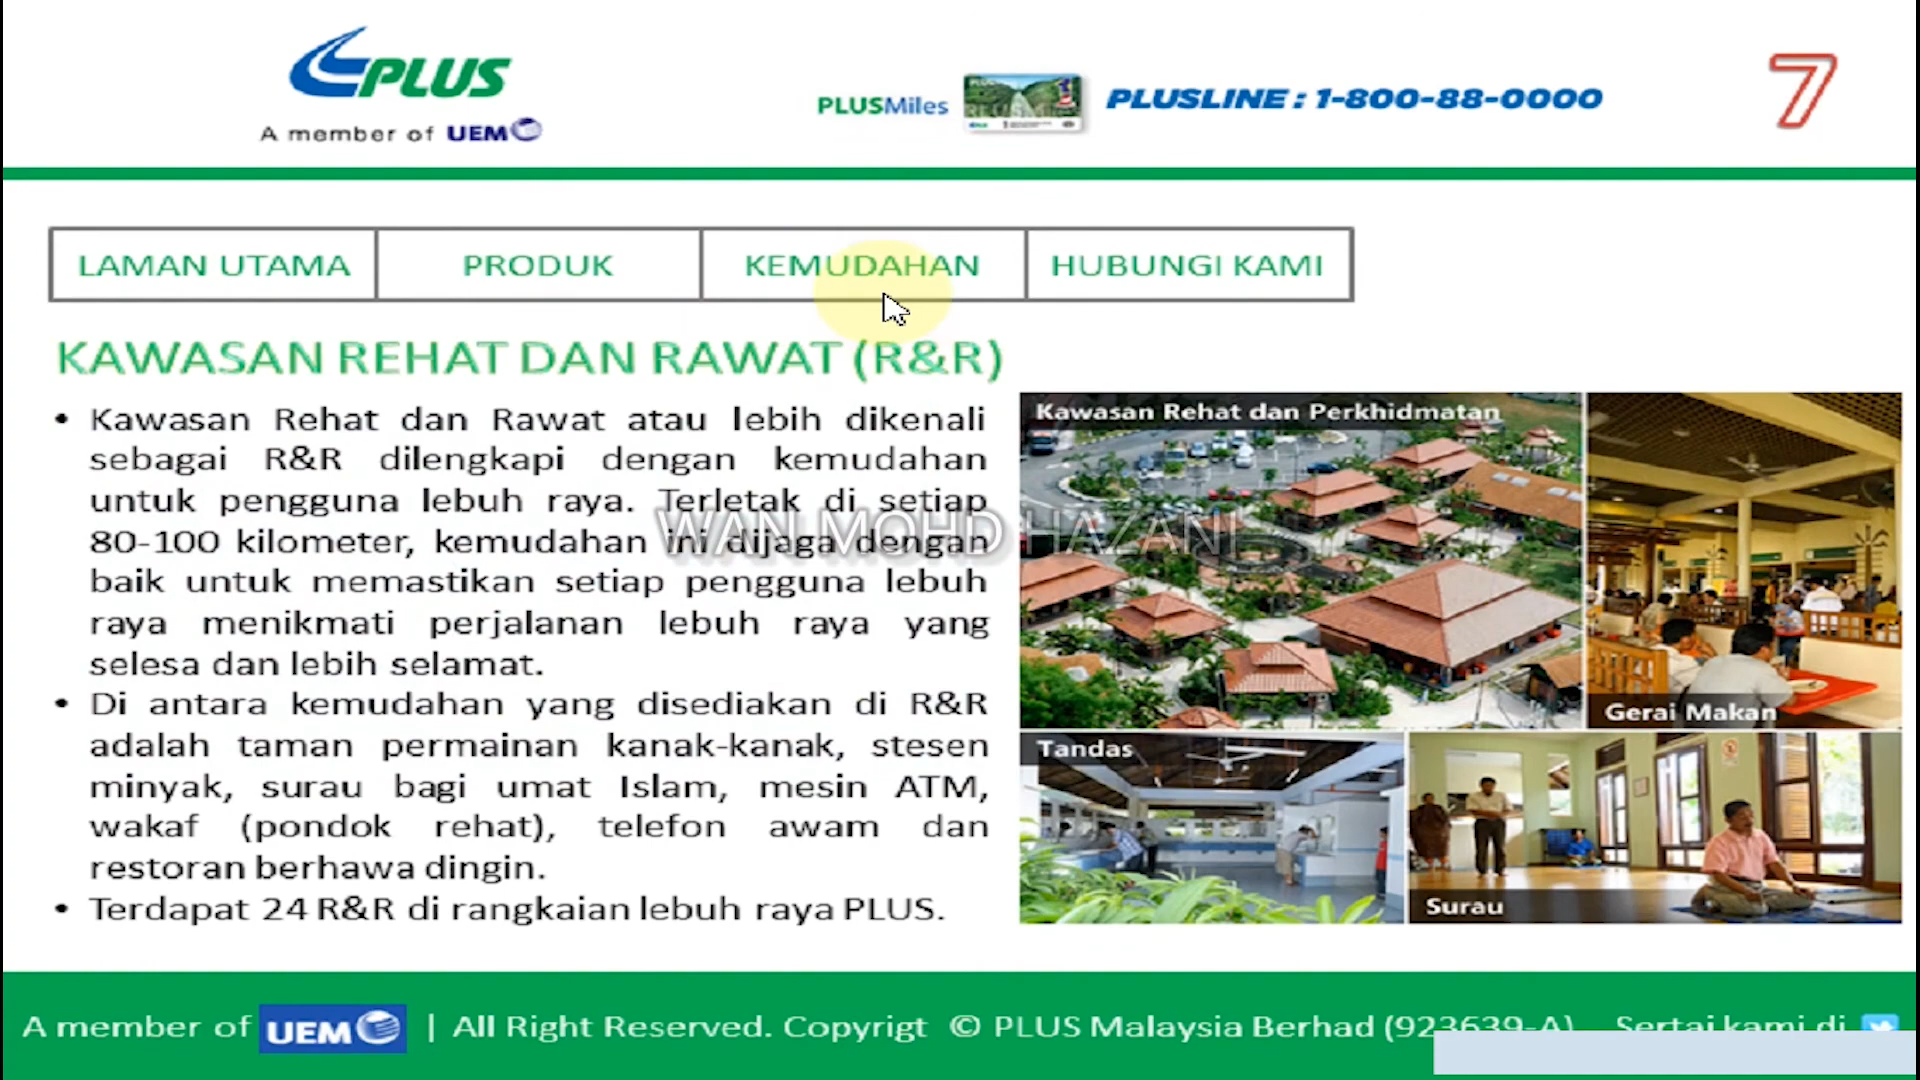 PLUS
A member of UEM
PLUSMiles
PLUSLINE : 1-800-88-0000
7
LAMAN UTAMA
PRODUK
KEMUDAHAN
HUBUNGI KAMI
KAWASAN REHAT DAN RAWAT (R&R)
• Kawasan Rehat dan Rawat atau lebih dikenali
sebagai R&R dilengkapi dengan kemudahan
untuk pengguna lebuh raya. Terletak di setiap
80-100 kilometer, kemudahan ini dijaga dengan
baik untuk memastikan setiap pengguna lebuh
raya menikmati perjalanan lebuh raya yang
selesa dan lebih selamat.
• Di antara kemudahan yang disediakan di R&R
adalah taman permainan kanak-kanak, stesen
minyak, surau bagi umat Islam, mesin ATM,
wakaf (pondok rehat), telefon awam dan
restoran berhawa dingin.
• Terdapat 24 R&R di rangkaian lebuh raya PLUS.
WAN MOHD HAZANI
Kawasan Rehat dan Perkhidmatan
Gerai Makan
Tandas
Surau
A member of UEM | All Right Reserved. Copyrigt © PLUS Malaysia Berhad (923639-A) Sertai kami di